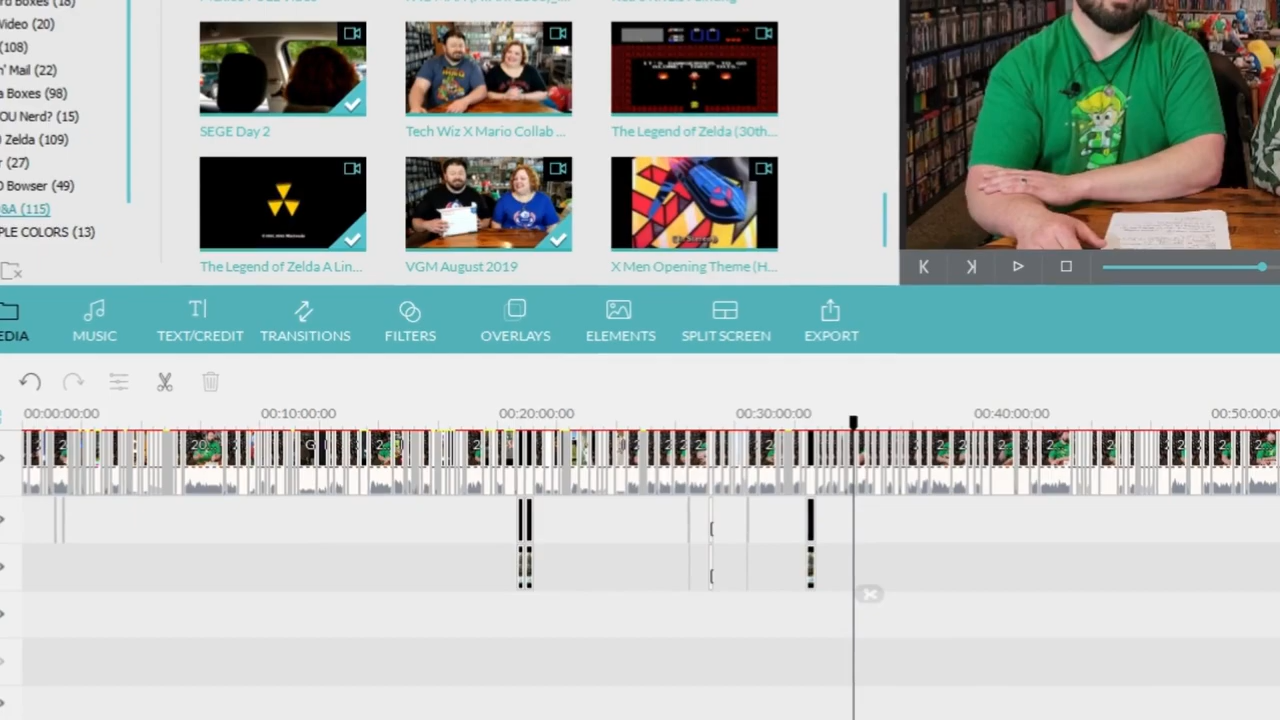 rd Boxes (18)
Video (20)
(108)
n' Mail (22)
a Boxes (98)
OU Nerd? (15)
Zelda (109)
r (27)
O Bowser (49)
&A (115)
PLE COLORS (13)
SEGE Day 2
Tech Wiz X Mario Collab ...
The Legend of Zelda (30th...
The Legend of Zelda A Lin...
VGM August 2019
X Men Opening Theme (H...
EDIA
MUSIC
TEXT/CREDIT
TRANSITIONS
FILTERS
OVERLAYS
ELEMENTS
SPLIT SCREEN
EXPORT
00:00:00:00
00:10:00:00
00:20:00:00
00:30:00:00
00:40:00:00
00:50:00:0